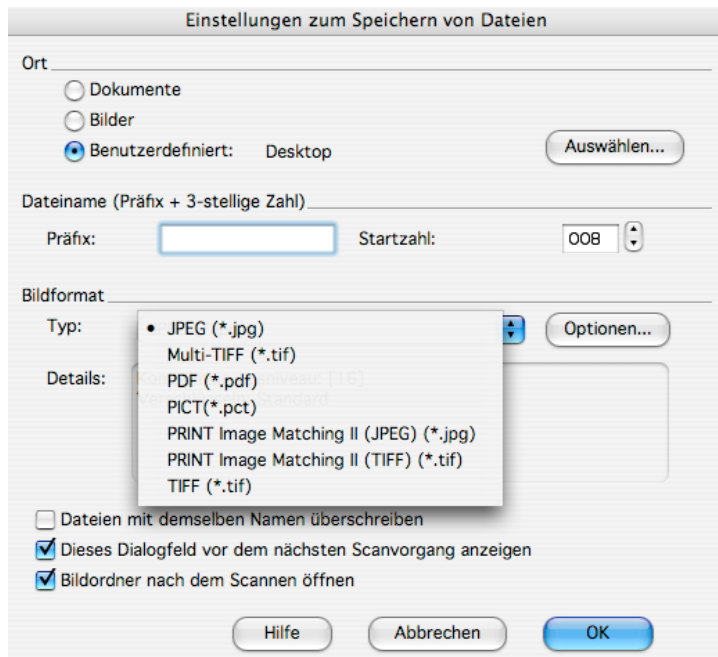 Einstellungen zum Speichern von Dateien
Ort
Dokumente
Bilder
Benutzerdefiniert: Desktop Auswählen...
Dateiname (Präfix + 3-stellige Zahl)
Präfix: Startzahl: 008
Bildformat
Typ: • JPEG (*.jpg) Optionen...
Multi-TIFF (*.tif)
Details: PDF (*.pdf) [16]
PICT(*.pct) Standard
PRINT Image Matching II (JPEG) (*.jpg)
PRINT Image Matching II (TIFF) (*.tif)
TIFF (*.tif)
Dateien mit demselben Namen überschreiben
Dieses Dialogfeld vor dem nächsten Scanvorgang anzeigen
Bildordner nach dem Scannen öffnen
Hilfe Abbrechen OK